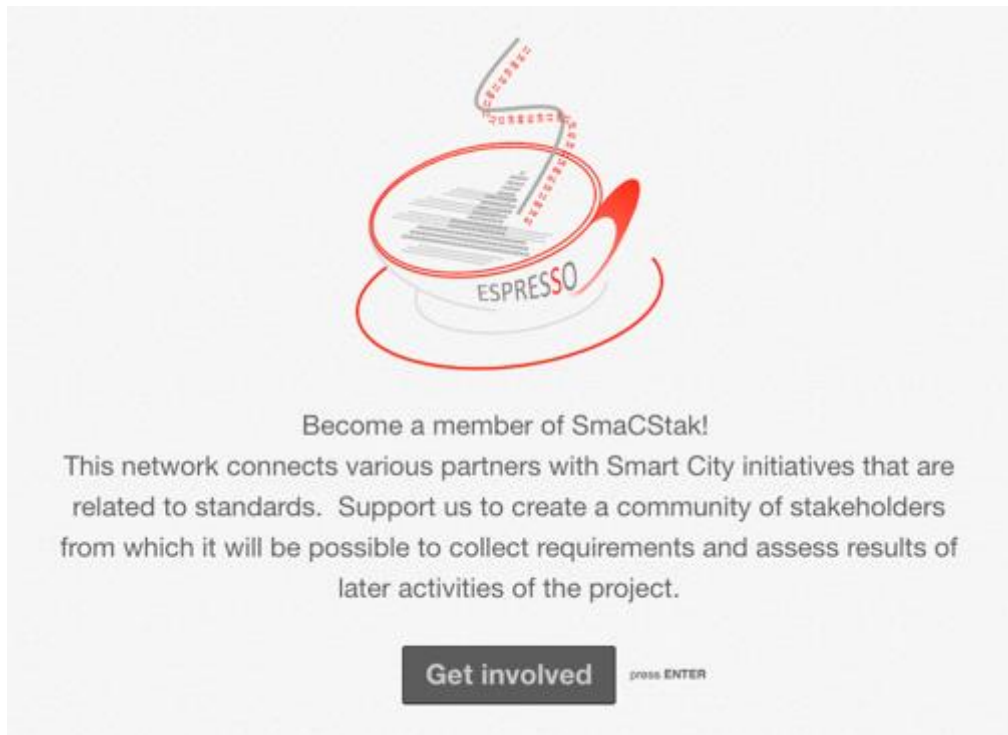 ESPRESSO
Become a member of SmaCStak!
This network connects various partners with Smart City initiatives that are
related to standards.  Support us to create a community of stakeholders
from which it will be possible to collect requirements and assess results of
later activities of the project.
Get involved press ENTER